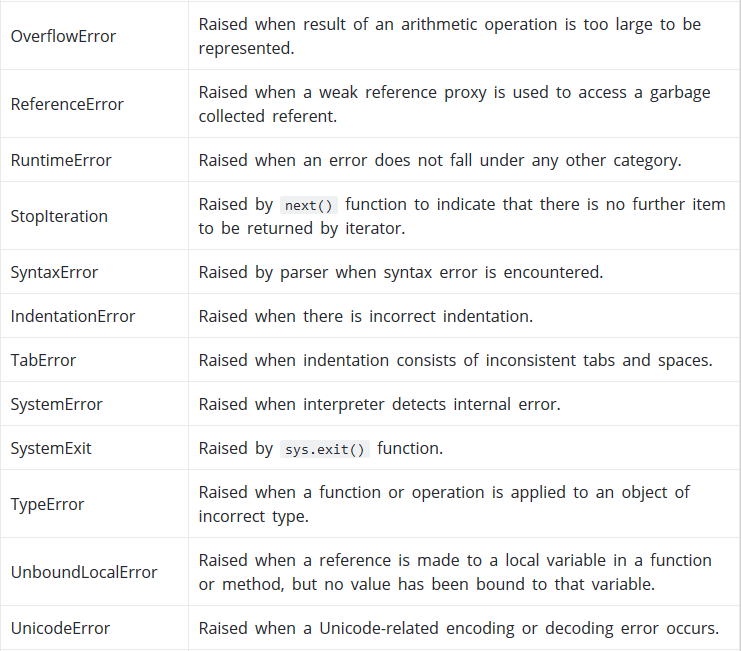 OverflowError
Raised when result of an arithmetic operation is too large to be
represented.
ReferenceError
Raised when a weak reference proxy is used to access a garbage
collected referent.
RuntimeError
Raised when an error does not fall under any other category.
StopIteration
Raised by next() function to indicate that there is no further item
to be returned by iterator.
SyntaxError
Raised by parser when syntax error is encountered.
IndentationError
Raised when there is incorrect indentation.
TabError
Raised when indentation consists of inconsistent tabs and spaces.
SystemError
Raised when interpreter detects internal error.
SystemExit
Raised by sys.exit() function.
TypeError
Raised when a function or operation is applied to an object of
incorrect type.
UnboundLocalError
Raised when a reference is made to a local variable in a function
or method, but no value has been bound to that variable.
UnicodeError
Raised when a Unicode-related encoding or decoding error occurs.